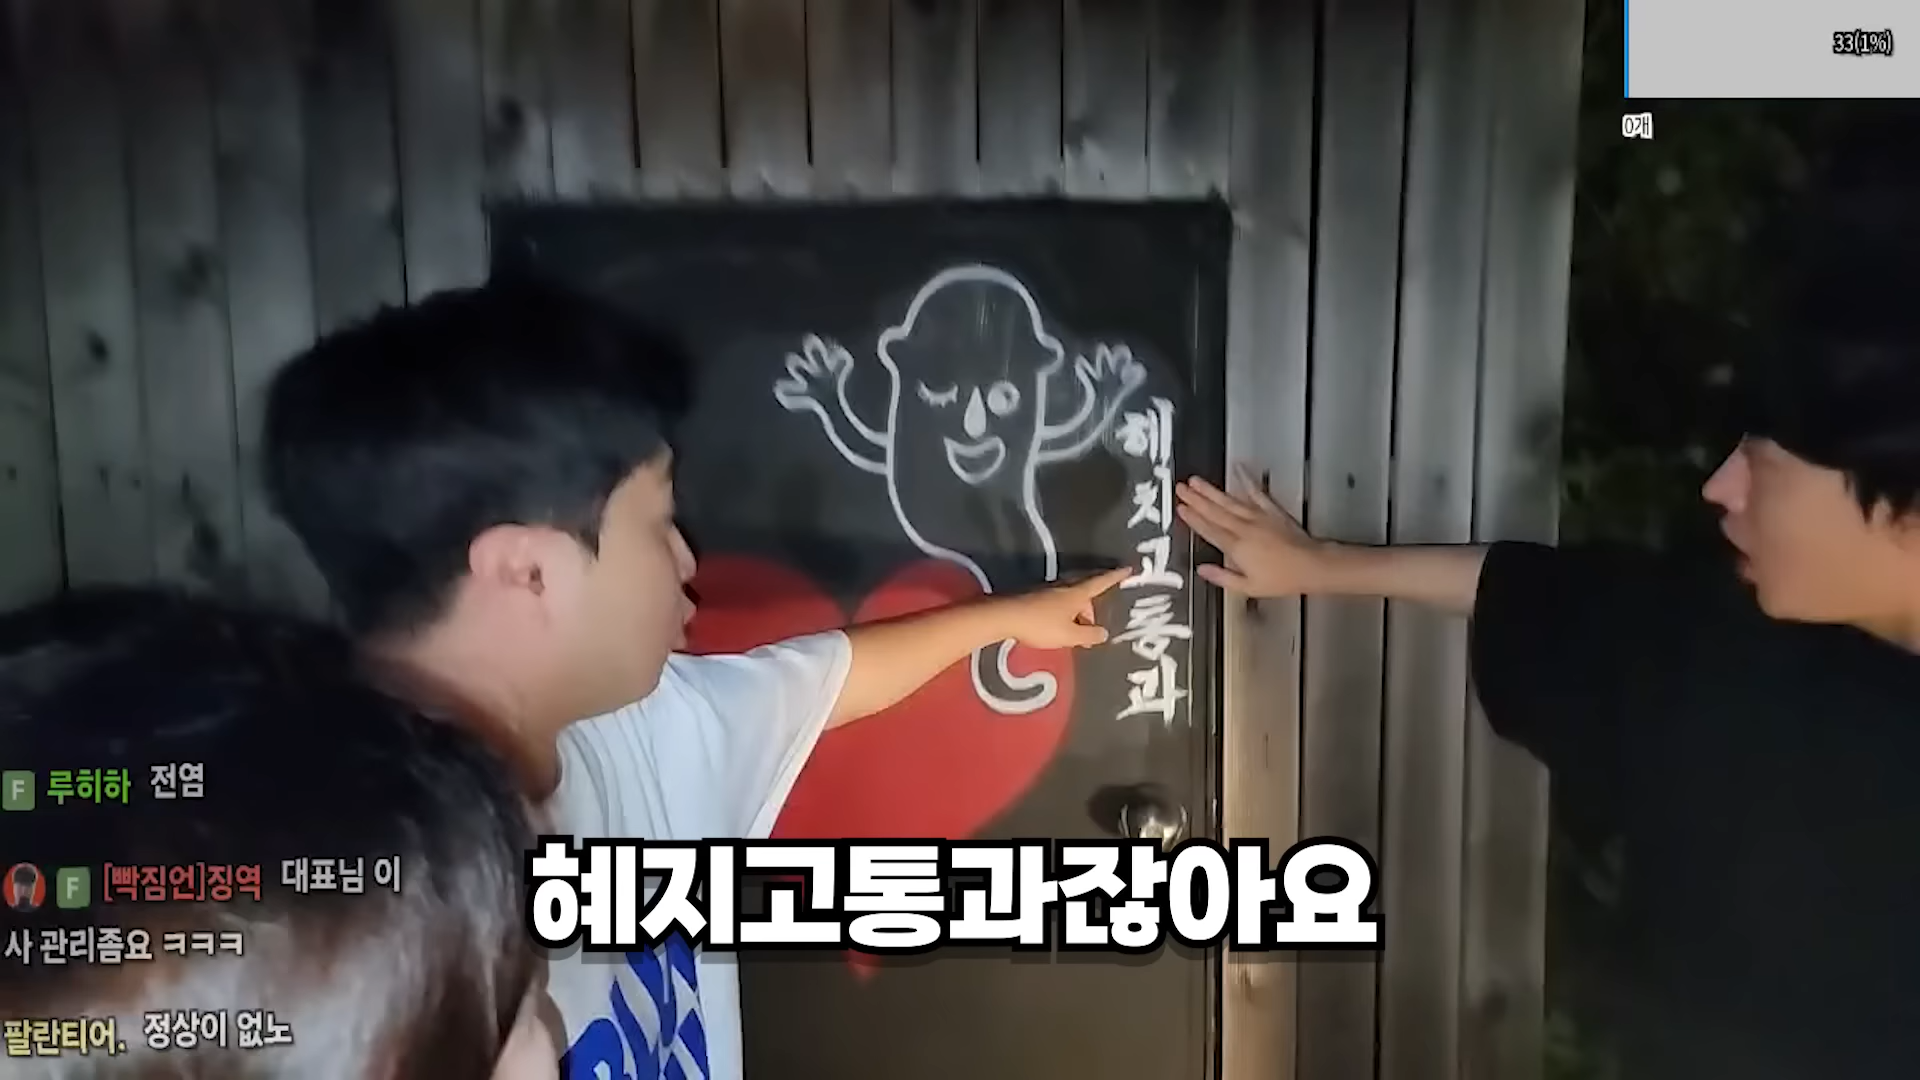 33(1%)
0개
헤
치
고
통
과
F 루히하 전염
F [빡짐언]징역 대표님 이
사 관리좀요 ㅋㅋㅋ
팔란티어. 정상이 없노
혜지고통과잖아요